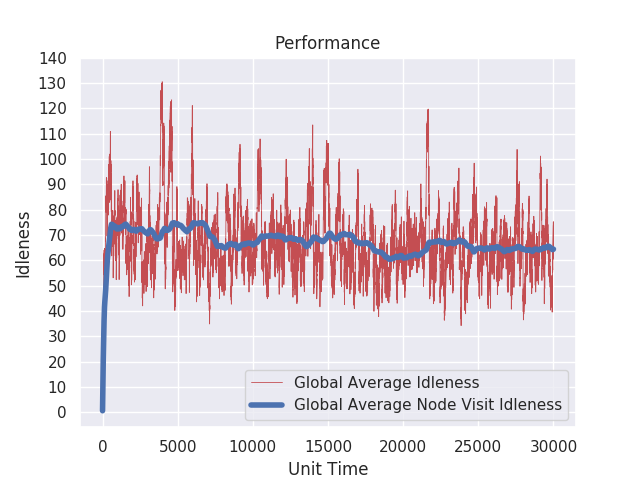 Performance
140
130
120
110
100
90
80
70
60
50
40
30
20
10
0
Idleness
0 5000 10000 15000 20000 25000 30000
Unit Time
Global Average Idleness
Global Average Node Visit Idleness